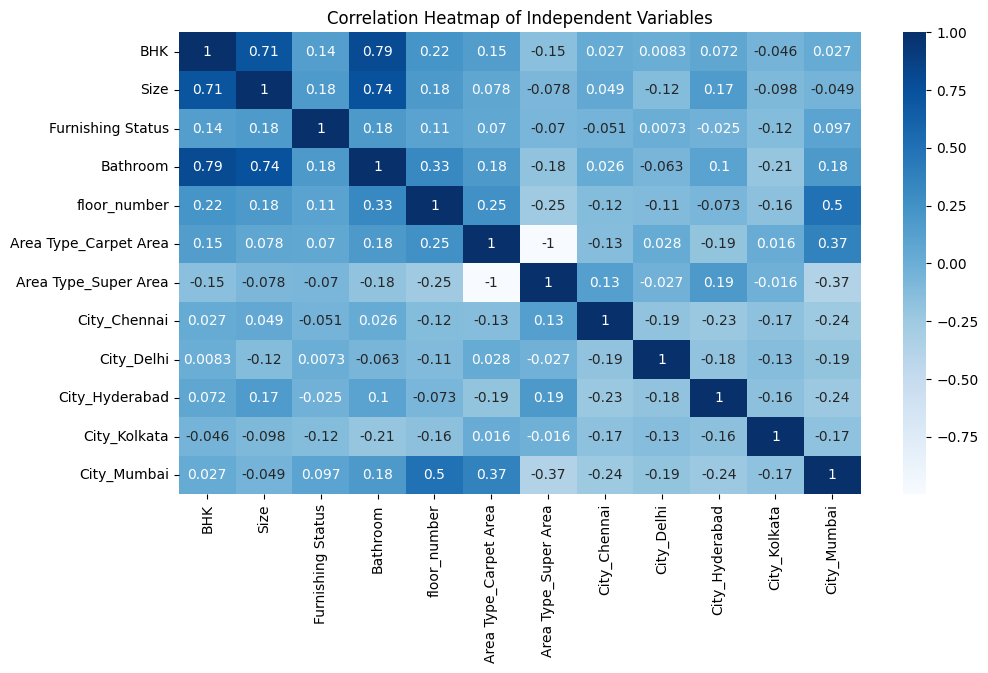 Correlation Heatmap of Independent Variables
BHK 1 0.71 0.14 0.79 0.22 0.15 -0.15 0.027 0.0083 0.072 -0.046 0.027
Size 0.71 1 0.18 0.74 0.18 0.078 -0.078 0.049 -0.12 0.17 -0.098 -0.049
Furnishing Status 0.14 0.18 1 0.18 0.11 0.07 -0.07 -0.051 0.0073 -0.025 -0.12 0.097
Bathroom 0.79 0.74 0.18 1 0.33 0.18 -0.18 0.026 -0.063 0.1 -0.21 0.18
floor_number 0.22 0.18 0.11 0.33 1 0.25 -0.25 -0.12 -0.11 -0.073 -0.16 0.5
Area Type_Carpet Area 0.15 0.078 0.07 0.18 0.25 1 -1 -0.13 0.028 -0.19 0.016 0.37
Area Type_Super Area -0.15 -0.078 -0.07 -0.18 -0.25 -1 1 0.13 -0.027 0.19 -0.016 -0.37
City_Chennai 0.027 0.049 -0.051 0.026 -0.12 -0.13 0.13 1 -0.19 -0.23 -0.17 -0.24
City_Delhi 0.0083 -0.12 0.0073 -0.063 -0.11 0.028 -0.027 -0.19 1 -0.18 -0.13 -0.19
City_Hyderabad 0.072 0.17 -0.025 0.1 -0.073 -0.19 0.19 -0.23 -0.18 1 -0.16 -0.24
City_Kolkata -0.046 -0.098 -0.12 -0.21 -0.16 0.016 -0.016 -0.17 -0.13 -0.16 1 -0.17
City_Mumbai 0.027 -0.049 0.097 0.18 0.5 0.37 -0.37 -0.24 -0.19 -0.24 -0.17 1
BHK
Size
Furnishing Status
Bathroom
floor_number
Area Type_Carpet Area
Area Type_Super Area
City_Chennai
City_Delhi
City_Hyderabad
City_Kolkata
City_Mumbai
1.00
0.75
0.50
0.25
0.00
−0.25
−0.50
−0.75